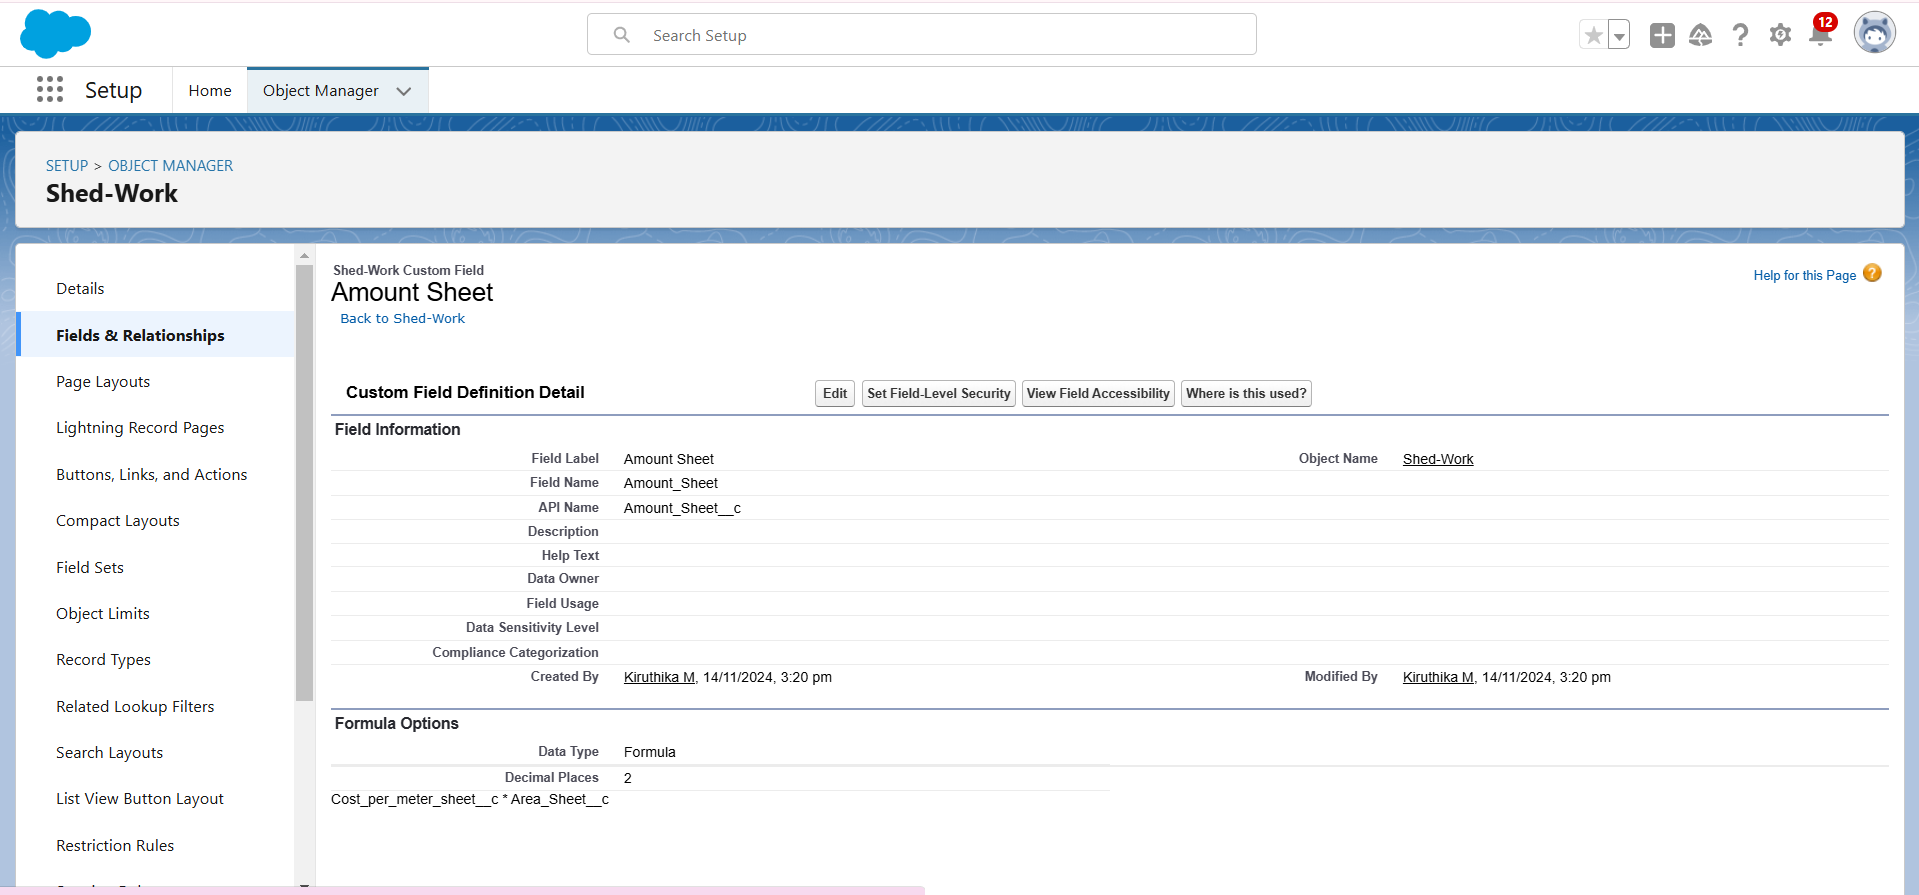 Search Setup
12
Setup
Home
Object Manager
SETUP > OBJECT MANAGER
Shed-Work
Details
Fields & Relationships
Page Layouts
Lightning Record Pages
Buttons, Links, and Actions
Compact Layouts
Field Sets
Object Limits
Record Types
Related Lookup Filters
Search Layouts
List View Button Layout
Restriction Rules
Shed-Work Custom Field
Amount Sheet
Back to Shed-Work
Help for this Page ?
Custom Field Definition Detail
Edit
Set Field-Level Security
View Field Accessibility
Where is this used?
Field Information
Field Label Amount Sheet
Object Name Shed-Work
Field Name Amount_Sheet
API Name Amount_Sheet__c
Description
Help Text
Data Owner
Field Usage
Data Sensitivity Level
Compliance Categorization
Created By Kiruthika M, 14/11/2024, 3:20 pm
Modified By Kiruthika M, 14/11/2024, 3:20 pm
Formula Options
Data Type Formula
Decimal Places 2
Cost_per_meter_sheet__c * Area_Sheet__c